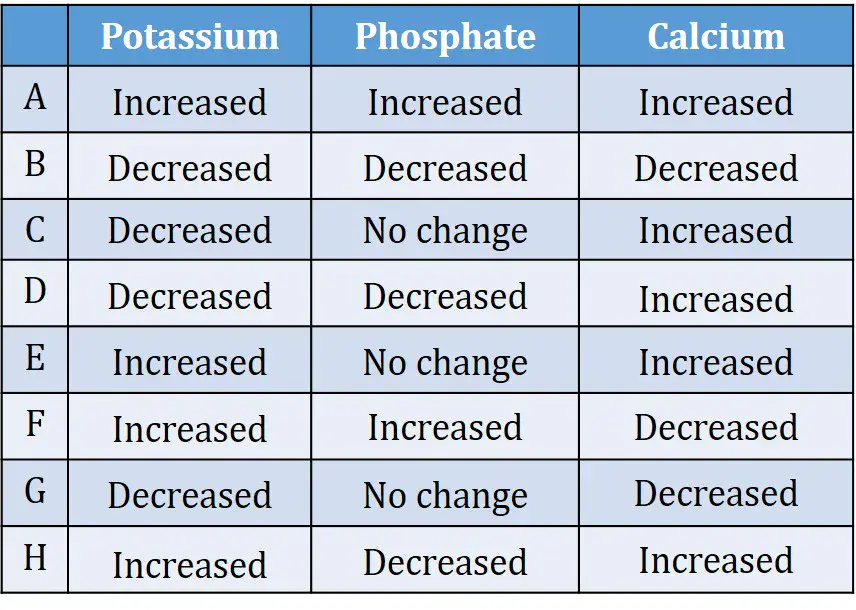 Potassium Phosphate Calcium
A Increased Increased Increased
B Decreased Decreased Decreased
C Decreased No change Increased
D Decreased Decreased Increased
E Increased No change Increased
F Increased Increased Decreased
G Decreased No change Decreased
H Increased Decreased Increased